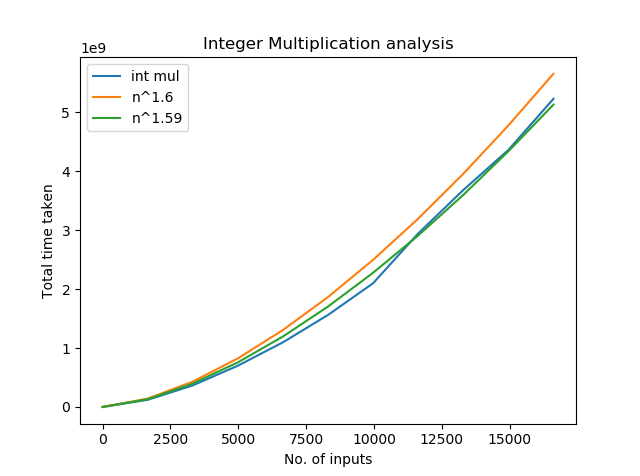 Integer Multiplication analysis
1e9
int mul
n^1.6
n^1.59
5
4
3
2
1
0
Total time taken
0 2500 5000 7500 10000 12500 15000
No. of inputs